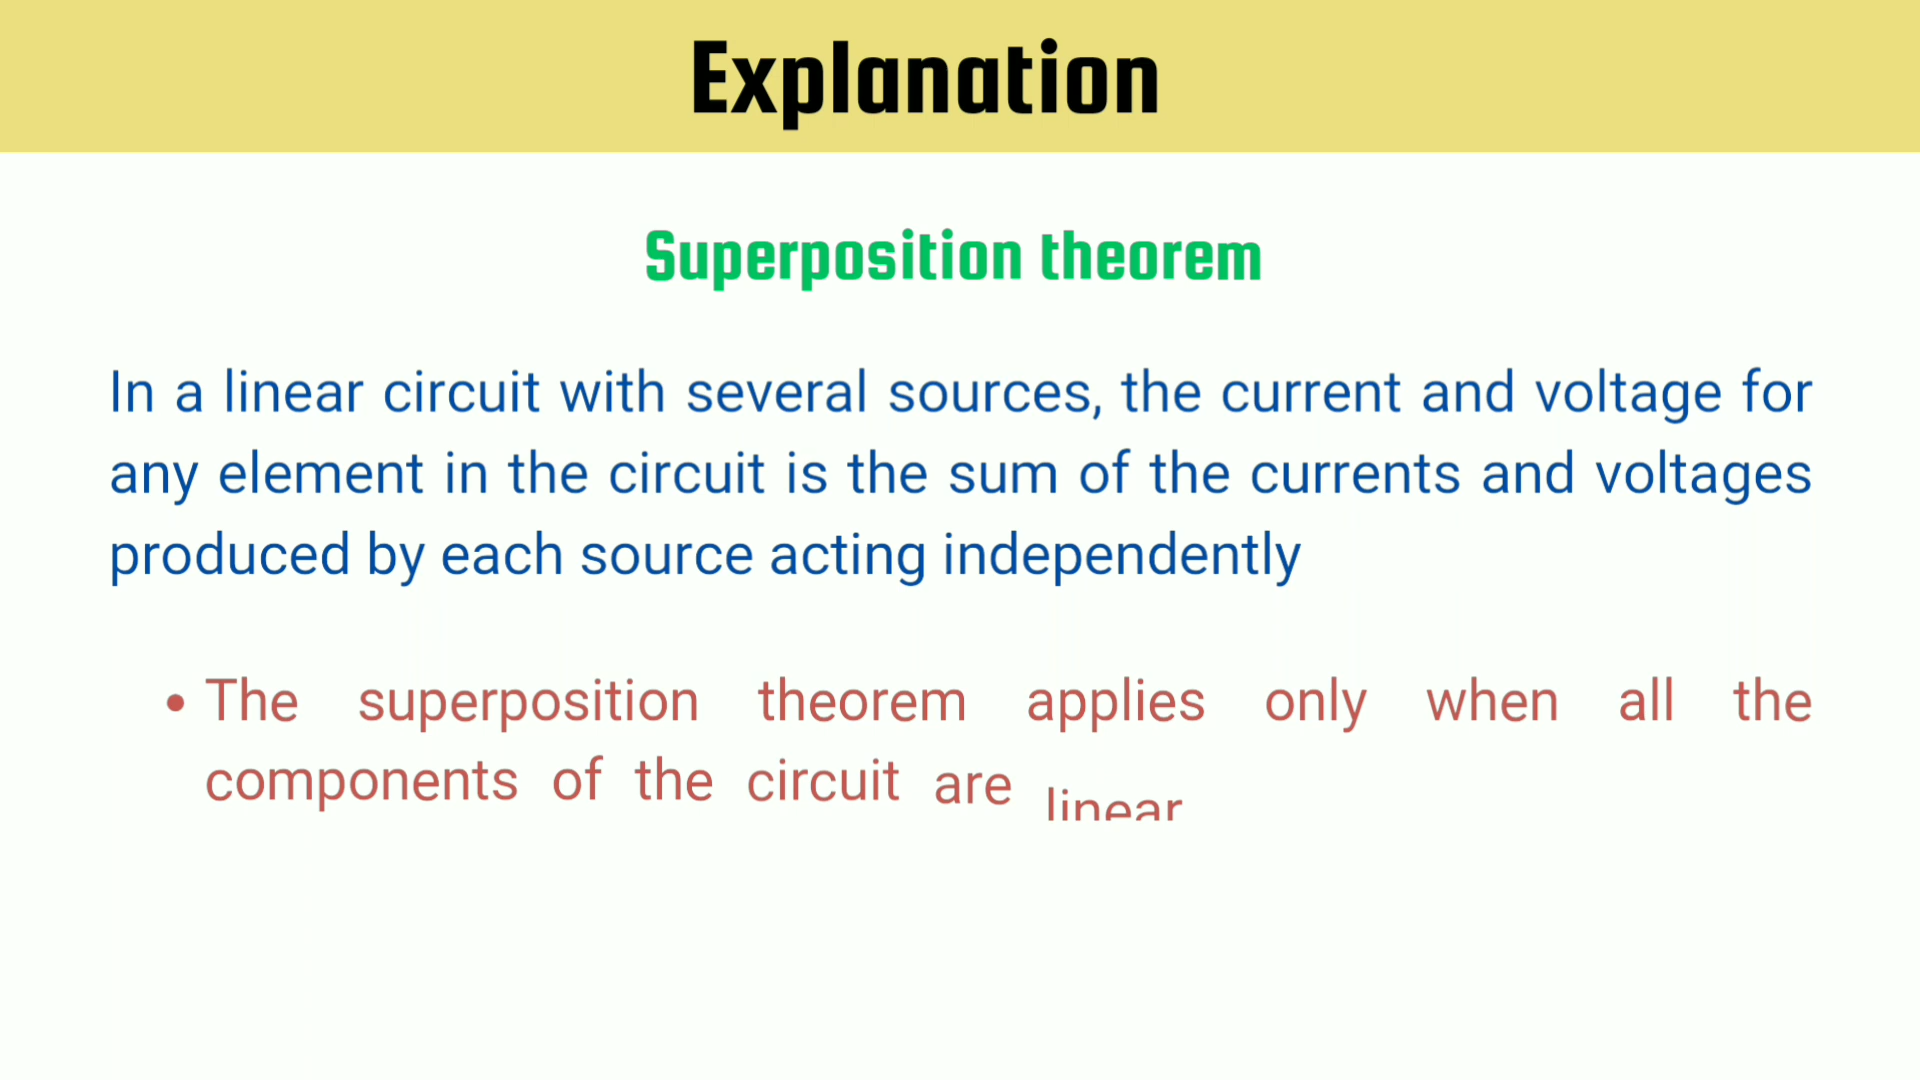 Explanation
Superposition theorem
In a linear circuit with several sources, the current and voltage for
any element in the circuit is the sum of the currents and voltages
produced by each source acting independently
• The superposition theorem applies only when all the
components of the circuit are linear